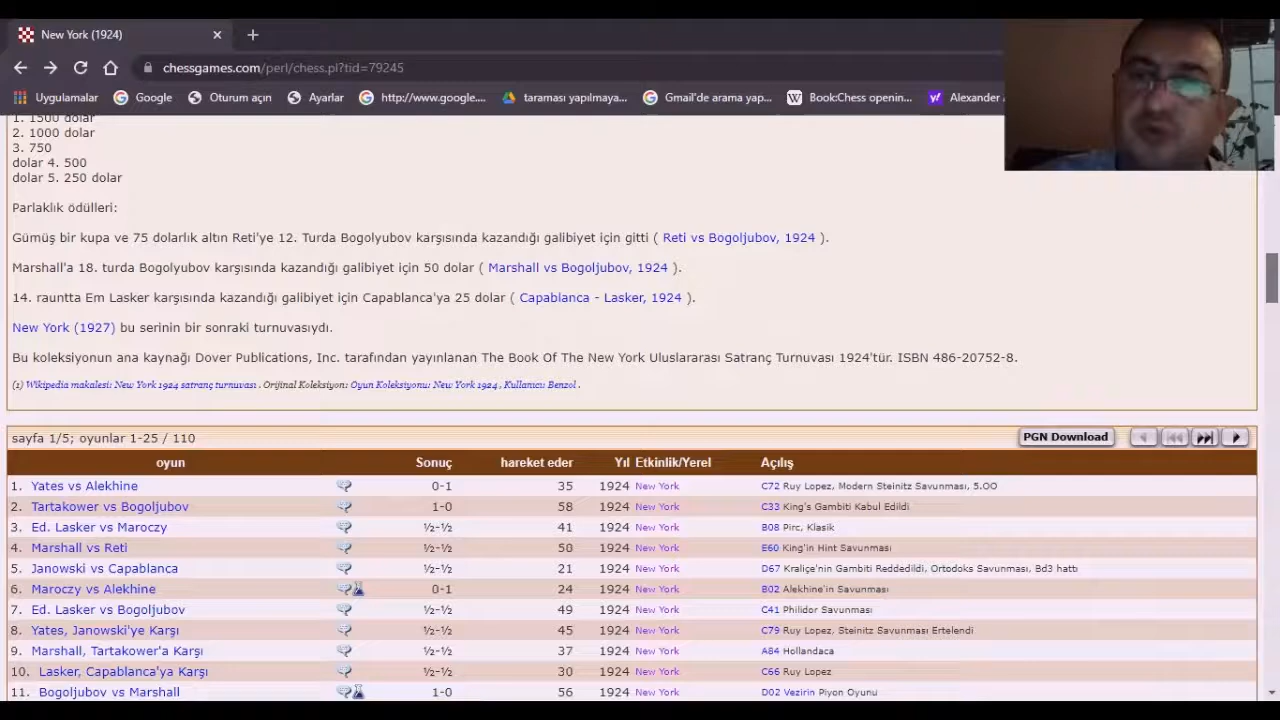 New York (1924)
chessgames.com/perl/chess.pl?tid=79245
Uygulamalar Google Oturum açın Ayarlar http://www.google.... taraması yapılmaya... Gmail'de arama yap... Book:Chess openin... Alexander
1. 1500 dolar
2. 1000 dolar
3. 750
dolar 4. 500
dolar 5. 250 dolar
Parlaklık ödülleri:
Gümüş bir kupa ve 75 dolarlık altın Reti'ye 12. Turda Bogolyubov karşısında kazandığı galibiyet için gitti ( Reti vs Bogoljubov, 1924 ).
Marshall'a 18. turda Bogolyubov karşısında kazandığı galibiyet için 50 dolar ( Marshall vs Bogoljubov, 1924 ).
14. rauntta Em Lasker karşısında kazandığı galibiyet için Capablanca'ya 25 dolar ( Capablanca - Lasker, 1924 ).
New York (1927) bu serinin bir sonraki turnuvasıydı.
Bu koleksiyonun ana kaynağı Dover Publications, Inc. tarafından yayınlanan The Book Of The New York Uluslararası Satranç Turnuvası 1924'tür. ISBN 486-20752-8.
(1) Wikipedia makalesi: New York 1924 satranç turnuvası . Orijinal Koleksiyon: Oyun Koleksiyonu: New York 1924 , Kullanıcı: Benzol .
sayfa 1/5; oyunlar 1-25 / 110 PGN Download
oyun Sonuç hareket eder Yıl Etkinlik/Yerel Açılış
1. Yates vs Alekhine 0-1 35 1924 New York C72 Ruy Lopez, Modern Steinitz Savunması, 5.OO
2. Tartakower vs Bogoljubov 1-0 58 1924 New York C33 King's Gambiti Kabul Edildi
3. Ed. Lasker vs Maroczy ½-½ 41 1924 New York B08 Pirc, Klasik
4. Marshall vs Reti ½-½ 50 1924 New York E60 King'in Hint Savunması
5. Janowski vs Capablanca ½-½ 21 1924 New York D67 Kraliçe'nin Gambiti Reddedildi, Ortodoks Savunması, Bd3 hattı
6. Maroczy vs Alekhine 0-1 24 1924 New York B02 Alekhine'in Savunması
7. Ed. Lasker vs Bogoljubov ½-½ 49 1924 New York C41 Philidor Savunması
8. Yates, Janowski'ye Karşı ½-½ 45 1924 New York C79 Ruy Lopez, Steinitz Savunması Ertelendi
9. Marshall, Tartakower'a Karşı ½-½ 37 1924 New York A84 Hollandaca
10. Lasker, Capablanca'ya Karşı ½-½ 30 1924 New York C66 Ruy Lopez
11. Bogoljubov vs Marshall 1-0 56 1924 New York D02 Vezirin Piyon Oyunu